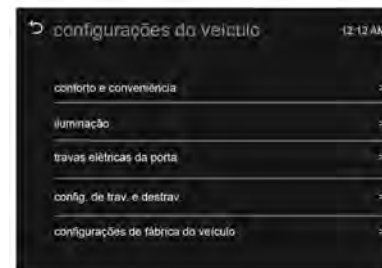 configurações do veículo 12:12 AM
conforto e conveniência >
iluminação >
travas elétricas da porta >
config. de trav. e destrav. >
configurações de fábrica do veículo >